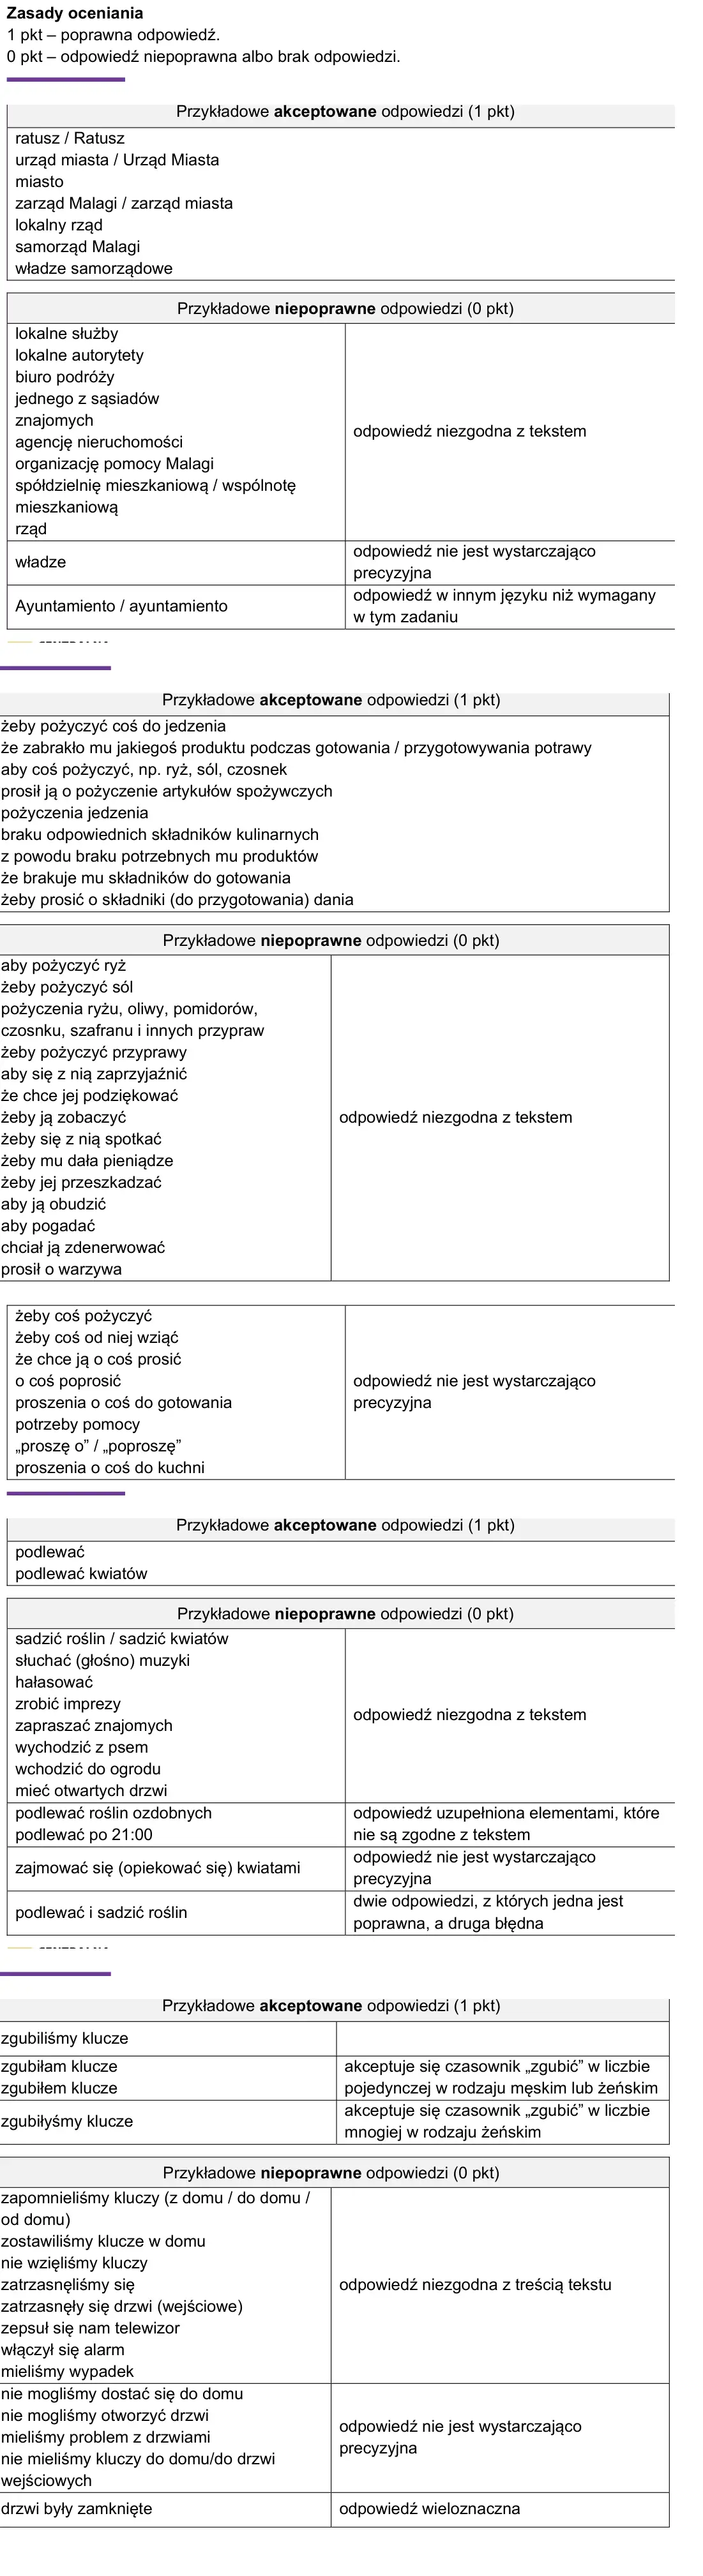 Zasady oceniania
1 pkt – poprawna odpowiedź.
0 pkt – odpowiedź niepoprawna albo brak odpowiedzi.
Przykładowe akceptowane odpowiedzi (1 pkt)
ratusz / Ratusz
urząd miasta / Urząd Miasta
miasto
zarząd Malagi / zarząd miasta
lokalny rząd
samorząd Malagi
władze samorządowe
Przykładowe niepoprawne odpowiedzi (0 pkt)
lokalne służby
lokalne autorytety
biuro podróży
jednego z sąsiadów
znajomych
agencję nieruchomości
organizację pomocy Malagi
spółdzielnię mieszkaniową / wspólnotę
mieszkaniową
rząd
odpowiedź niezgodna z tekstem
władze
odpowiedź nie jest wystarczająco
precyzyjna
Ayuntamiento / ayuntamiento
odpowiedź w innym języku niż wymagany
w tym zadaniu
Przykładowe akceptowane odpowiedzi (1 pkt)
żeby pożyczyć coś do jedzenia
że zabrakło mu jakiegoś produktu podczas gotowania / przygotowywania potrawy
aby coś pożyczyć, np. ryż, sól, czosnek
prosił ją o pożyczenie artykułów spożywczych
pożyczenia jedzenia
braku odpowiednich składników kulinarnych
z powodu braku potrzebnych mu produktów
że brakuje mu składników do gotowania
żeby prosić o składniki (do przygotowania) dania
Przykładowe niepoprawne odpowiedzi (0 pkt)
aby pożyczyć ryż
żeby pożyczyć sól
pożyczenia ryżu, oliwy, pomidorów,
czosnku, szafranu i innych przypraw
żeby pożyczyć przyprawy
aby się z nią zaprzyjaźnić
że chce jej podziękować
żeby ją zobaczyć
żeby się z nią spotkać
żeby mu dała pieniądze
żeby jej przeszkadzać
aby ją obudzić
aby pogadać
chciał ją zdenerwować
prosił o warzywa
odpowiedź niezgodna z tekstem
żeby coś pożyczyć
żeby coś od niej wziąć
że chce ją o coś prosić
o coś poprosić
proszenia o coś do gotowania
potrzeby pomocy
„proszę o” / „poproszę”
proszenia o coś do kuchni
odpowiedź nie jest wystarczająco
precyzyjna
Przykładowe akceptowane odpowiedzi (1 pkt)
podlewać
podlewać kwiatów
Przykładowe niepoprawne odpowiedzi (0 pkt)
sadzić roślin / sadzić kwiatów
słuchać (głośno) muzyki
hałasować
zrobić imprezy
zapraszać znajomych
wychodzić z psem
wchodzić do ogrodu
mieć otwartych drzwi
odpowiedź niezgodna z tekstem
podlewać roślin ozdobnych
podlewać po 21:00
odpowiedź uzupełniona elementami, które
nie są zgodne z tekstem
zajmować się (opiekować się) kwiatami
odpowiedź nie jest wystarczająco
precyzyjna
podlewać i sadzić roślin
dwie odpowiedzi, z których jedna jest
poprawna, a druga błędna
Przykładowe akceptowane odpowiedzi (1 pkt)
zgubiliśmy klucze
zgubiłam klucze
zgubiłem klucze
akceptuje się czasownik „zgubić” w liczbie
pojedynczej w rodzaju męskim lub żeńskim
zgubiłyśmy klucze
akceptuje się czasownik „zgubić” w liczbie
mnogiej w rodzaju żeńskim
Przykładowe niepoprawne odpowiedzi (0 pkt)
zapomnieliśmy kluczy (z domu / do domu /
od domu)
zostawiliśmy klucze w domu
nie wzięliśmy kluczy
zatrzasnęliśmy się
zatrzasnęły się drzwi (wejściowe)
zepsuł się nam telewizor
włączył się alarm
mieliśmy wypadek
odpowiedź niezgodna z treścią tekstu
nie mogliśmy dostać się do domu
nie mogliśmy otworzyć drzwi
mieliśmy problem z drzwiami
nie mieliśmy kluczy do domu/do drzwi
wejściowych
odpowiedź nie jest wystarczająco
precyzyjna
drzwi były zamknięte
odpowiedź wieloznaczna